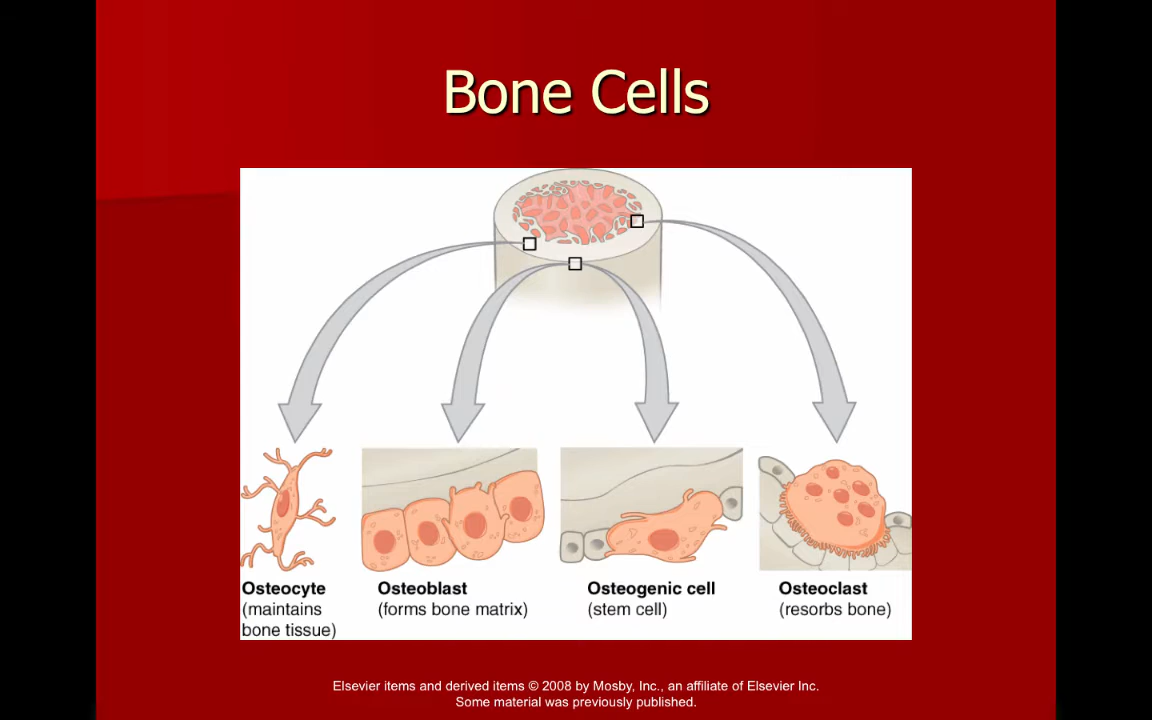 Bone Cells
Osteocyte
(maintains
bone tissue)
Osteoblast
(forms bone matrix)
Osteogenic cell
(stem cell)
Osteoclast
(resorbs bone)
Elsevier items and derived items © 2008 by Mosby, Inc., an affiliate of Elsevier Inc.
Some material was previously published.